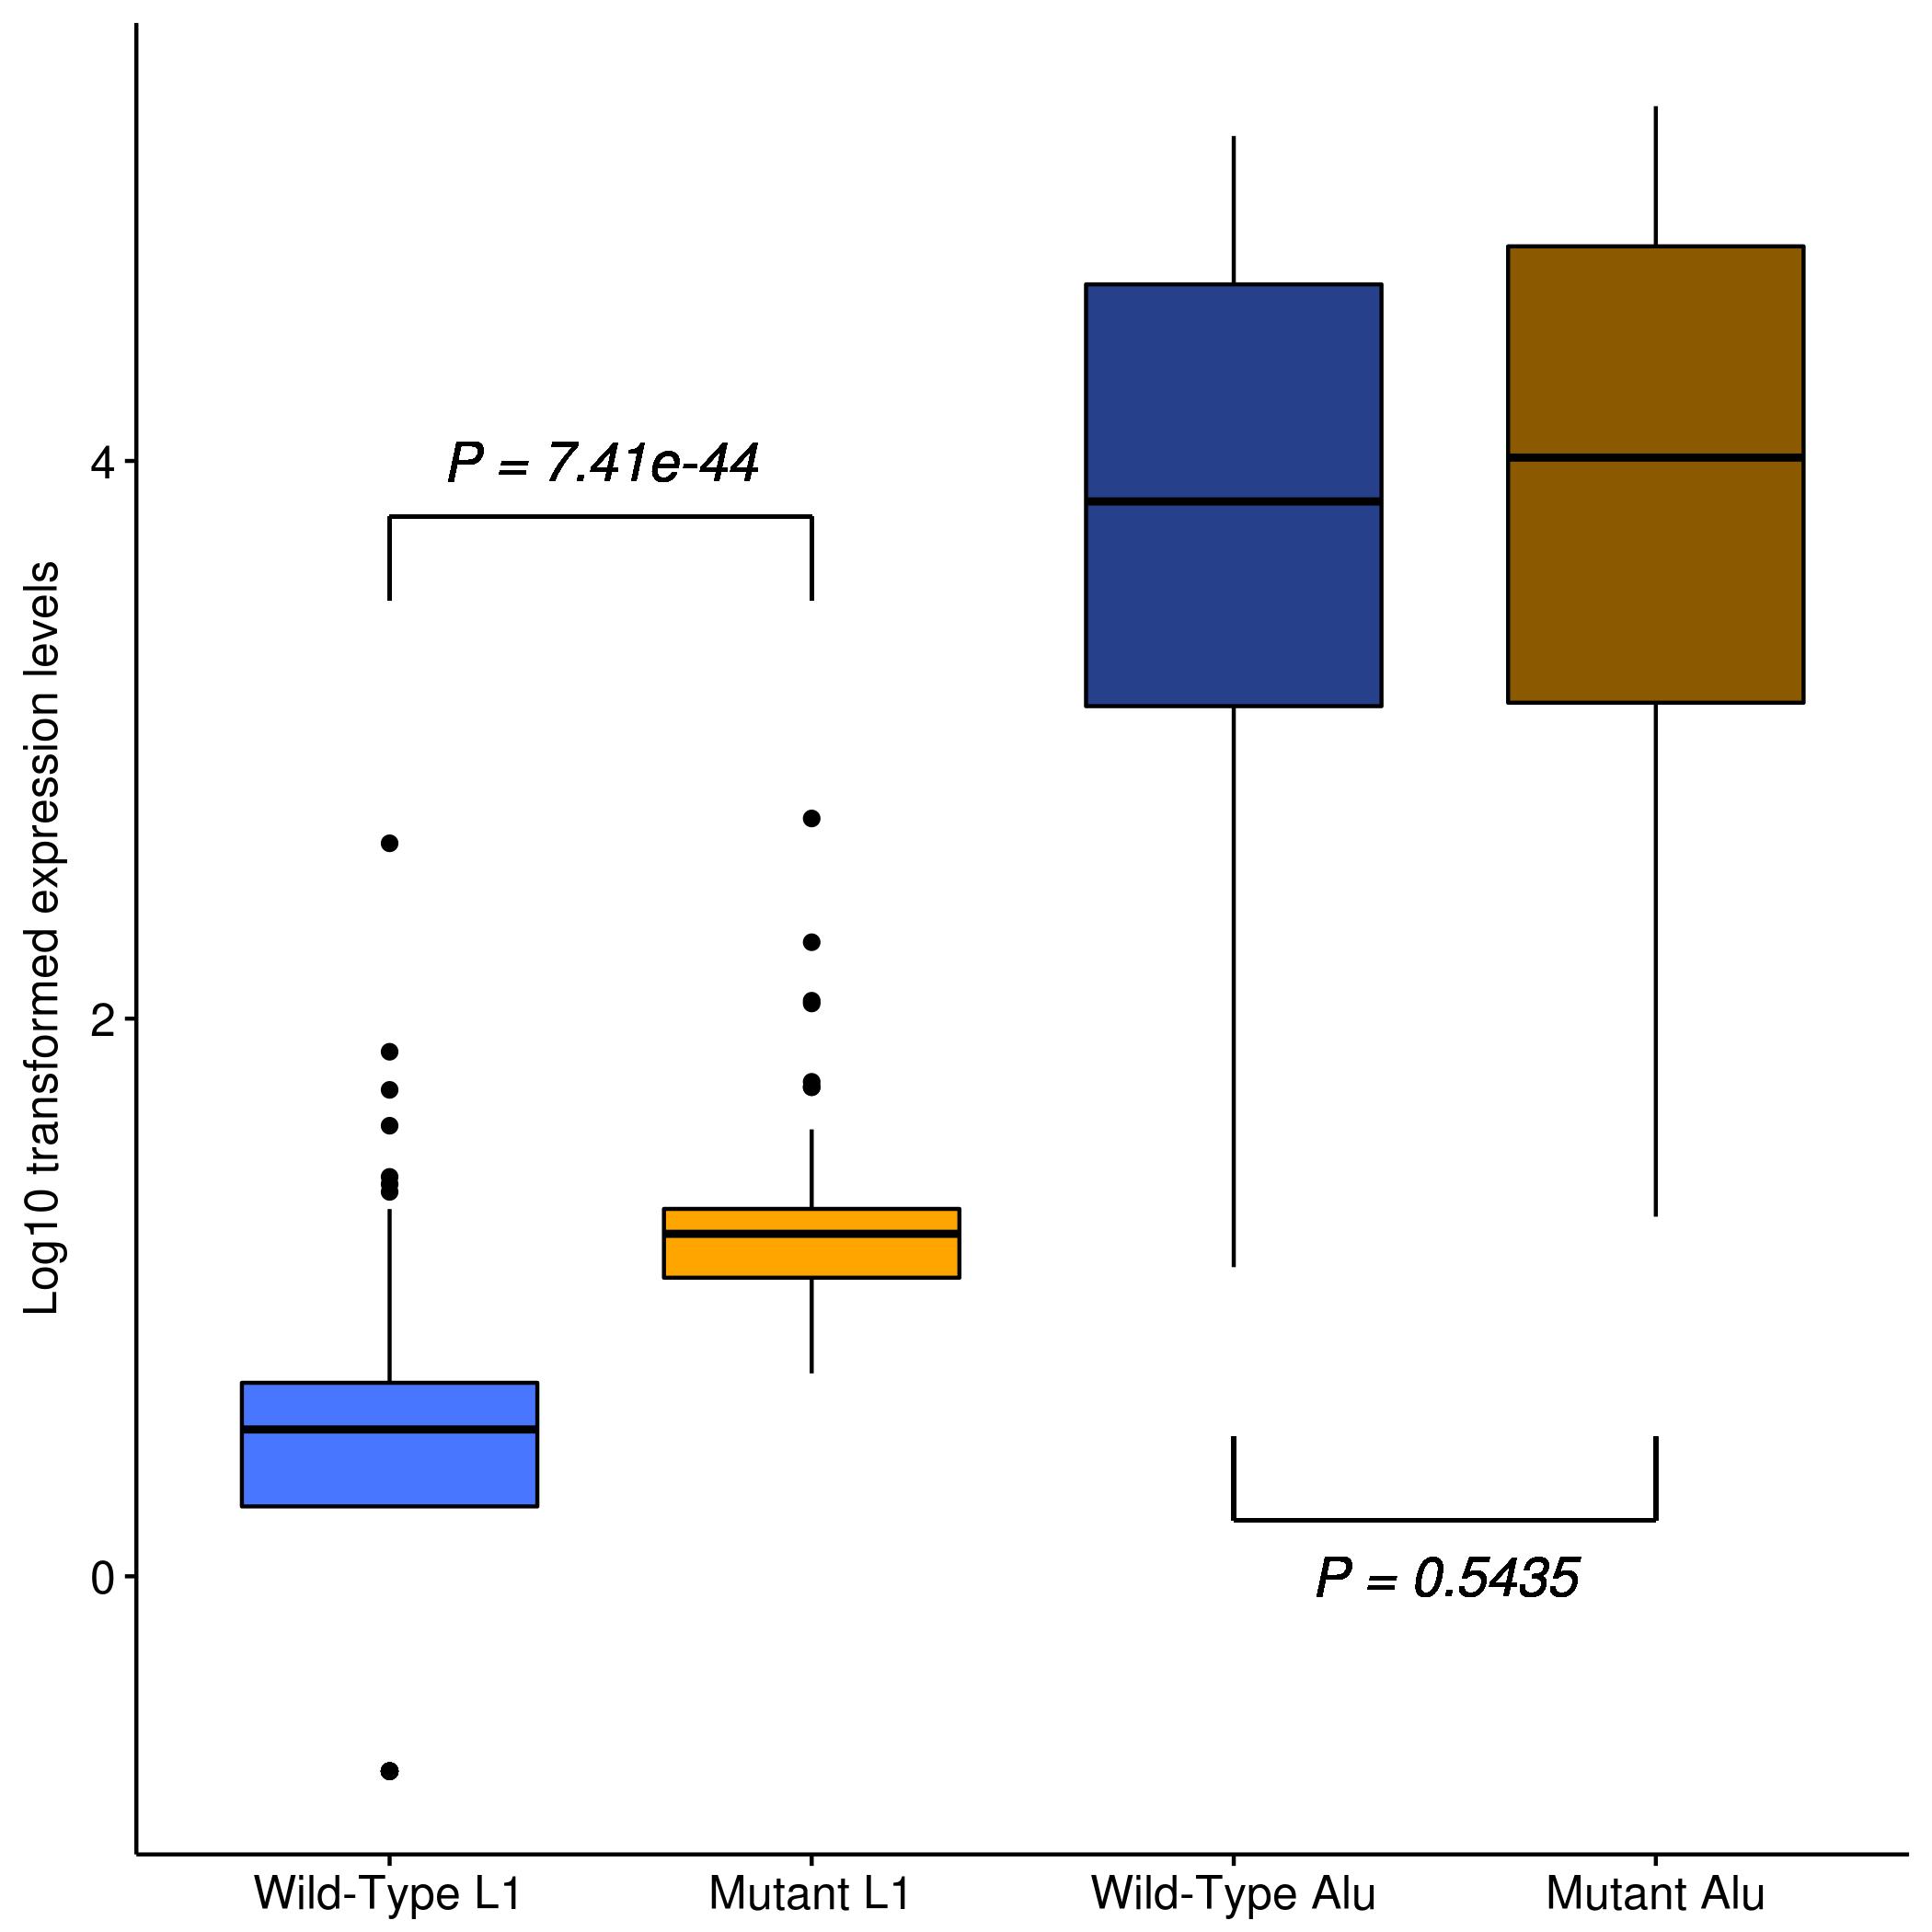 Log10 transformed expression levels
4
2
0
P = 7.41e-44
P = 0.5435
Wild-Type L1
Mutant L1
Wild-Type Alu
Mutant Alu